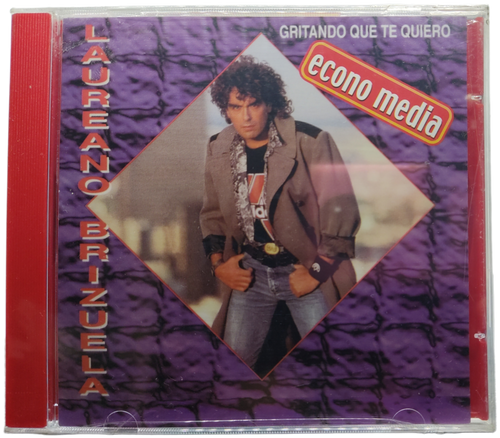 GRITANDO QUE TE QUIERO
econo media
LAUREANO BRIZUELA